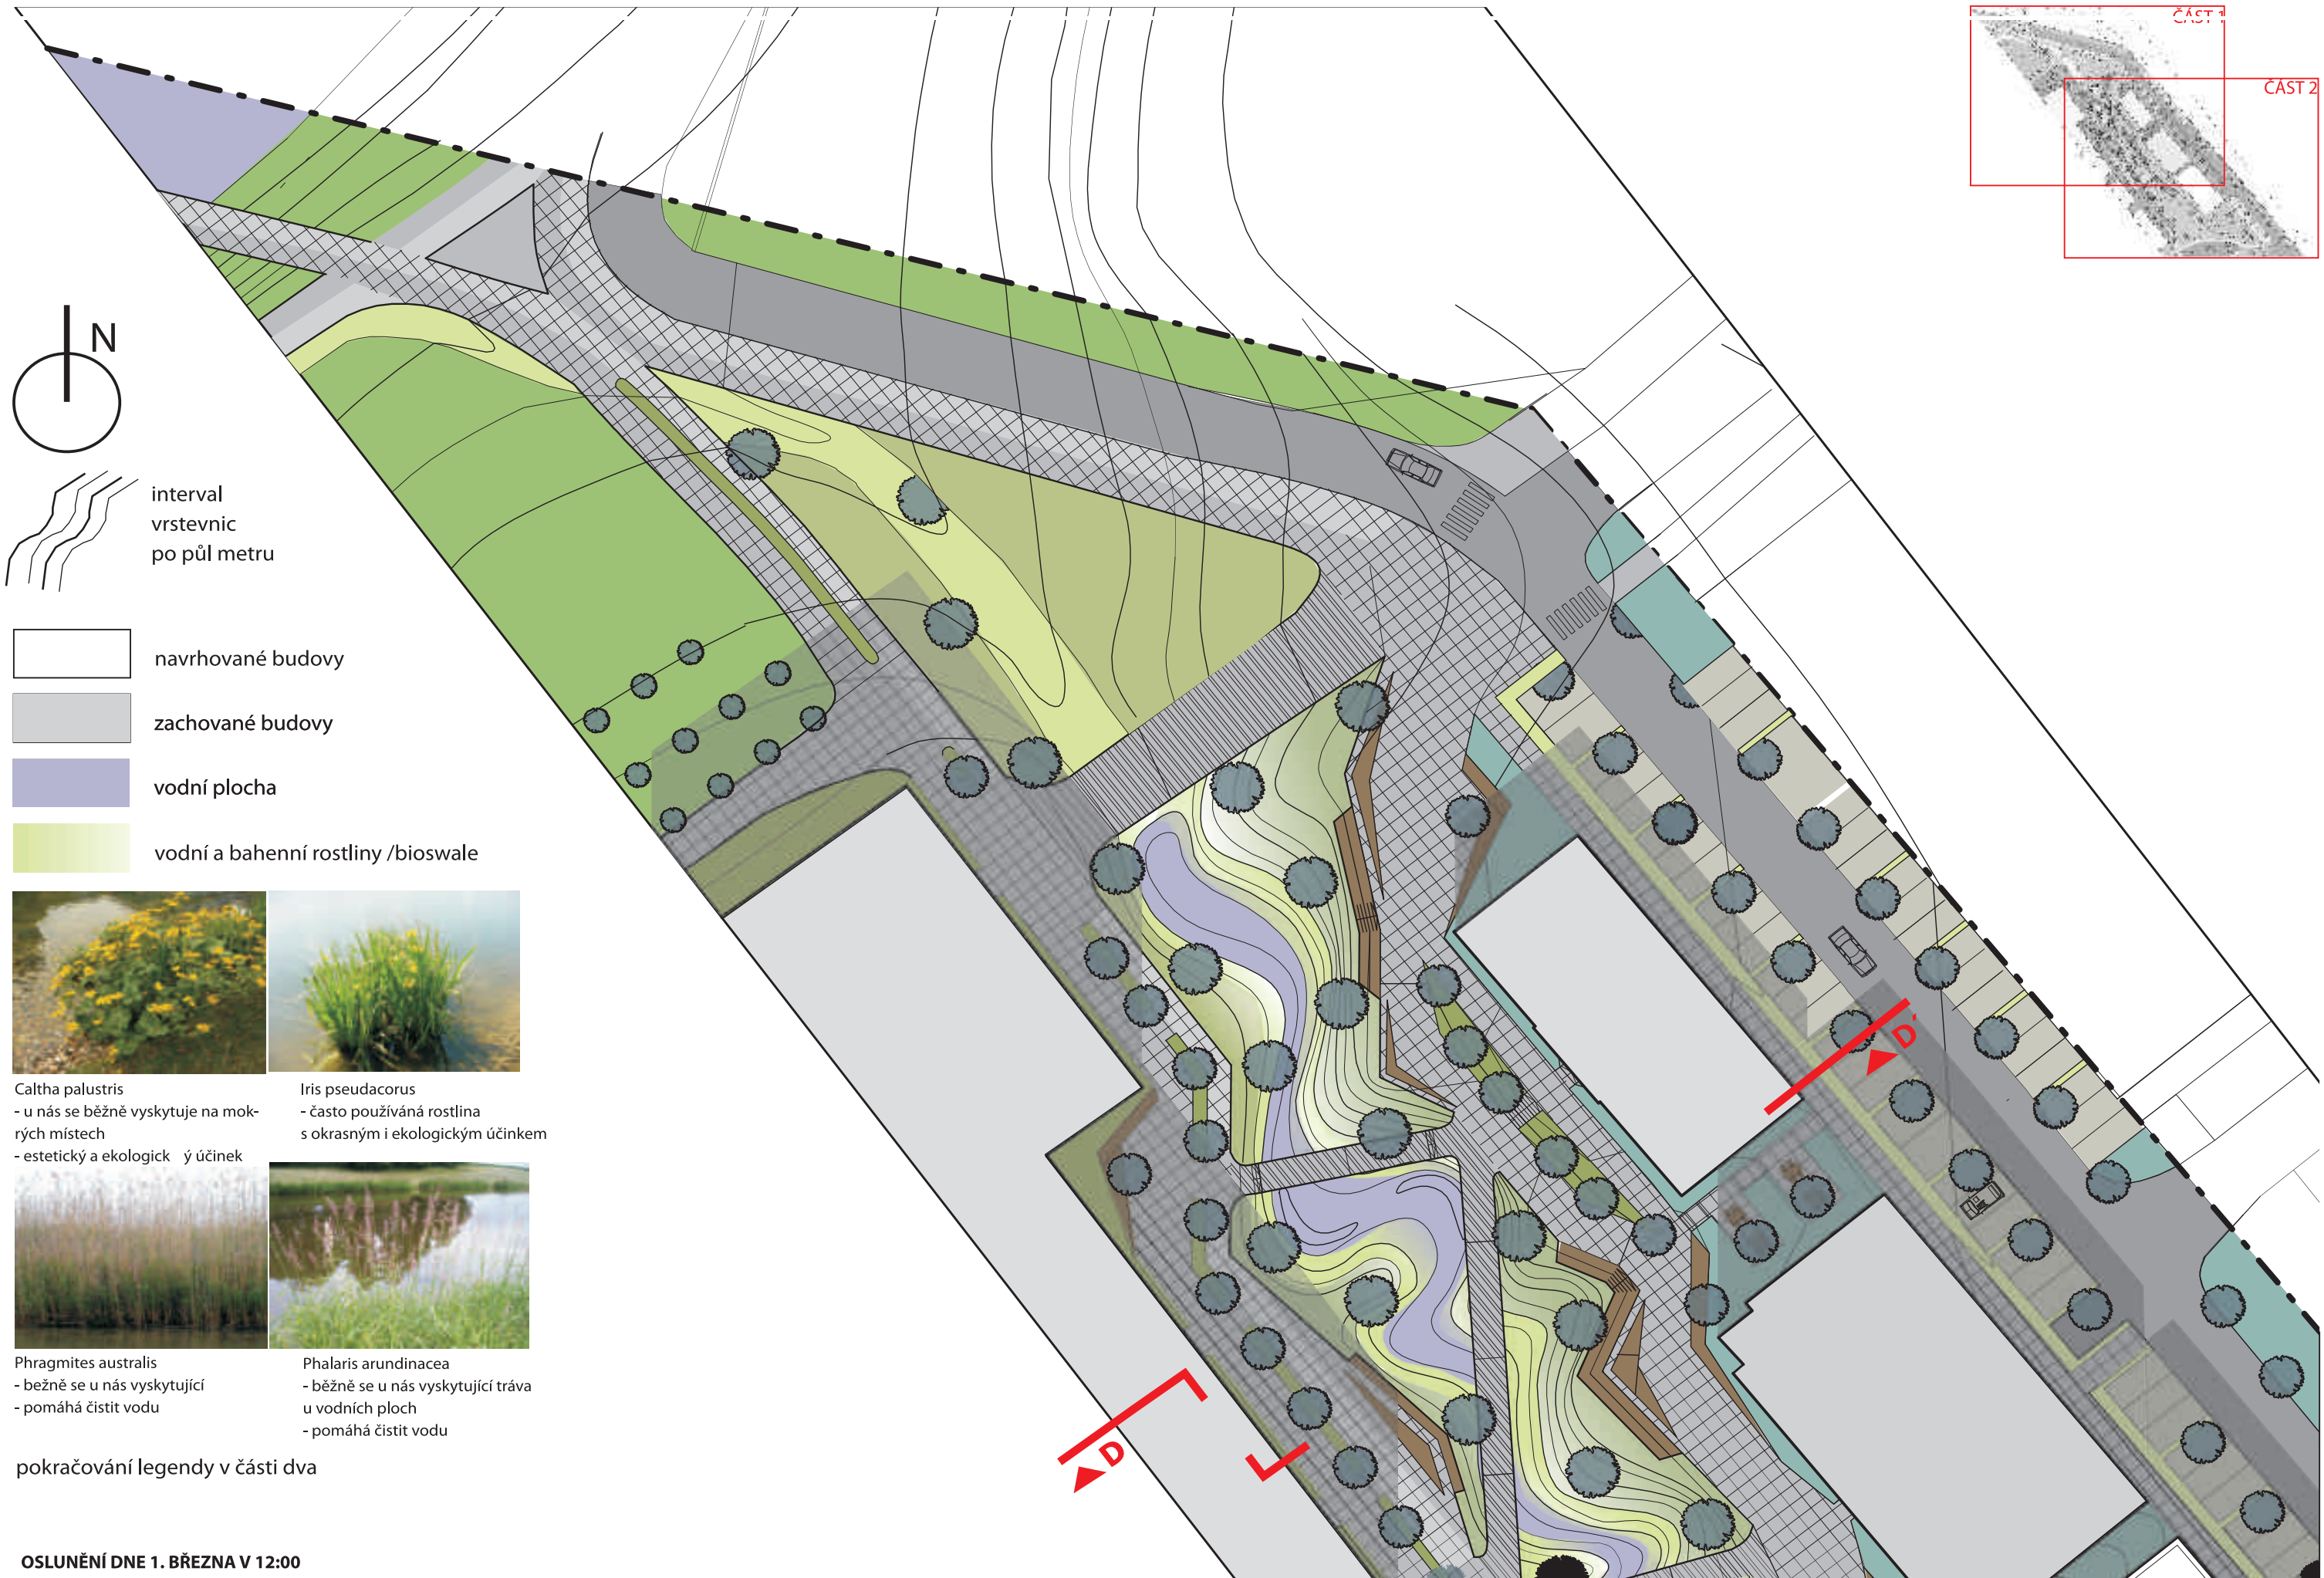 ČÁST 1
ČÁST 2
N
interval
vrstevnic
po půl metru
navrhované budovy
zachované budovy
vodní plocha
vodní a bahenní rostliny /bioswale
Caltha palustris
- u nás se běžně vyskytuje na mok-
rých místech
- estetický a ekologick ý účinek
Iris pseudacorus
- často používáná rostlina
s okrasným i ekologickým účinkem
Phragmites australis
- bežně se u nás vyskytující
- pomáhá čistit vodu
Phalaris arundinacea
- běžně se u nás vyskytující tráva
u vodních ploch
- pomáhá čistit vodu
pokračování legendy v části dva
OSLUNĚNÍ DNE 1. BŘEZNA V 12:00
D´
D